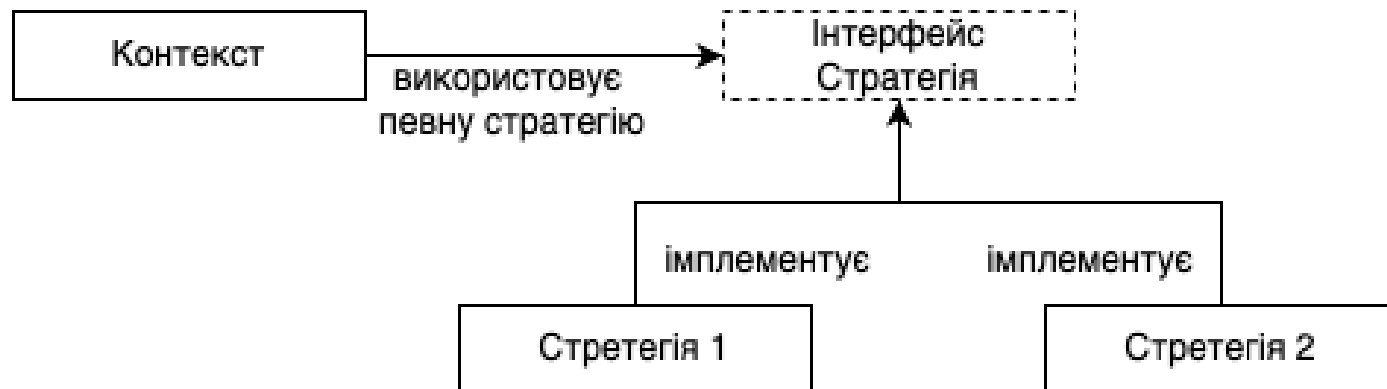 Контекст
використовує
певну стратегію
Інтерфейс
Стратегія
імплементує
імплементує
Стретегія 1
Стретегія 2